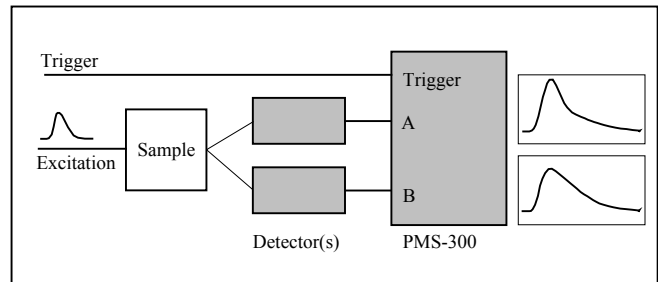 Trigger
Trigger
A
Excitation
Sample
B
Detector(s)
PMS-300